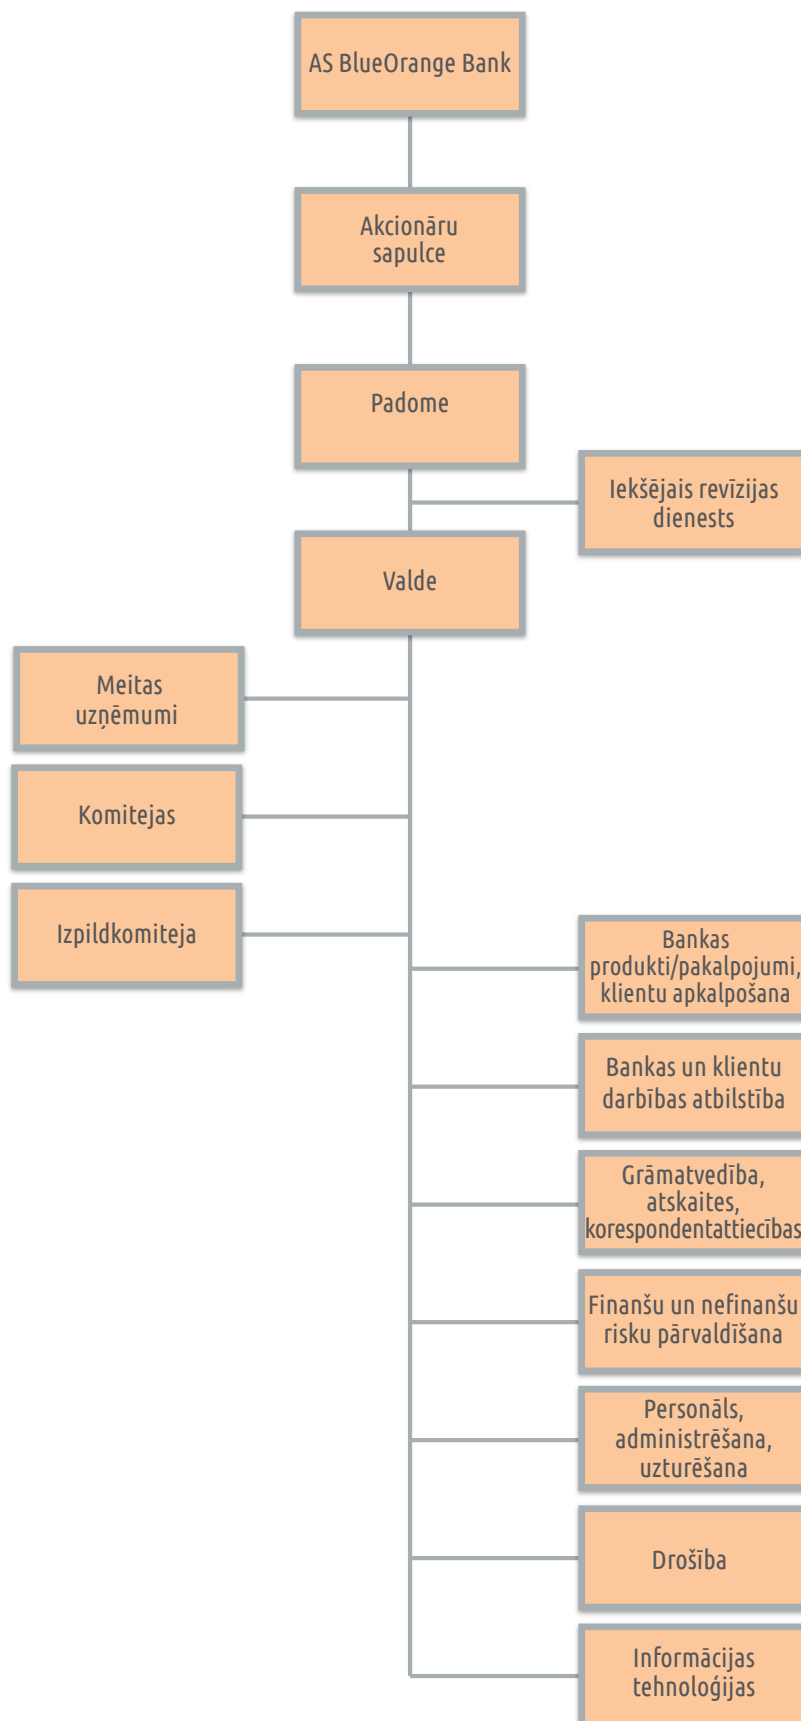 AS BlueOrange Bank
Akcionāru
sapulce
Padome
Iekšējais revīzijas
dienests
Valde
Meitas
uzņēmumi
Komitejas
Izpildkomiteja
Bankas
produkti/pakalpojumi,
klientu apkalpošana
Bankas un klientu
darbības atbilstība
Grāmatvedība,
atskaites,
korespondentattiecības
Finanšu un nefinanšu
risku pārvaldīšana
Personāls,
administrēšana,
uzturēšana
Drošība
Informācijas
tehnoloģijas